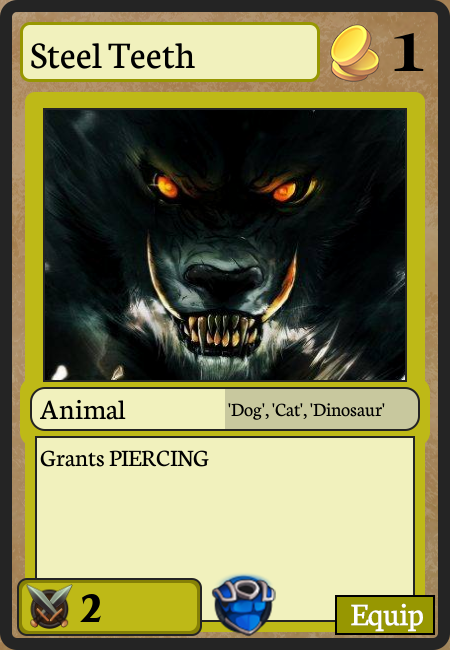 Steel Teeth
1
Animal
'Dog', 'Cat', 'Dinosaur'
Grants PIERCING
2
Equip